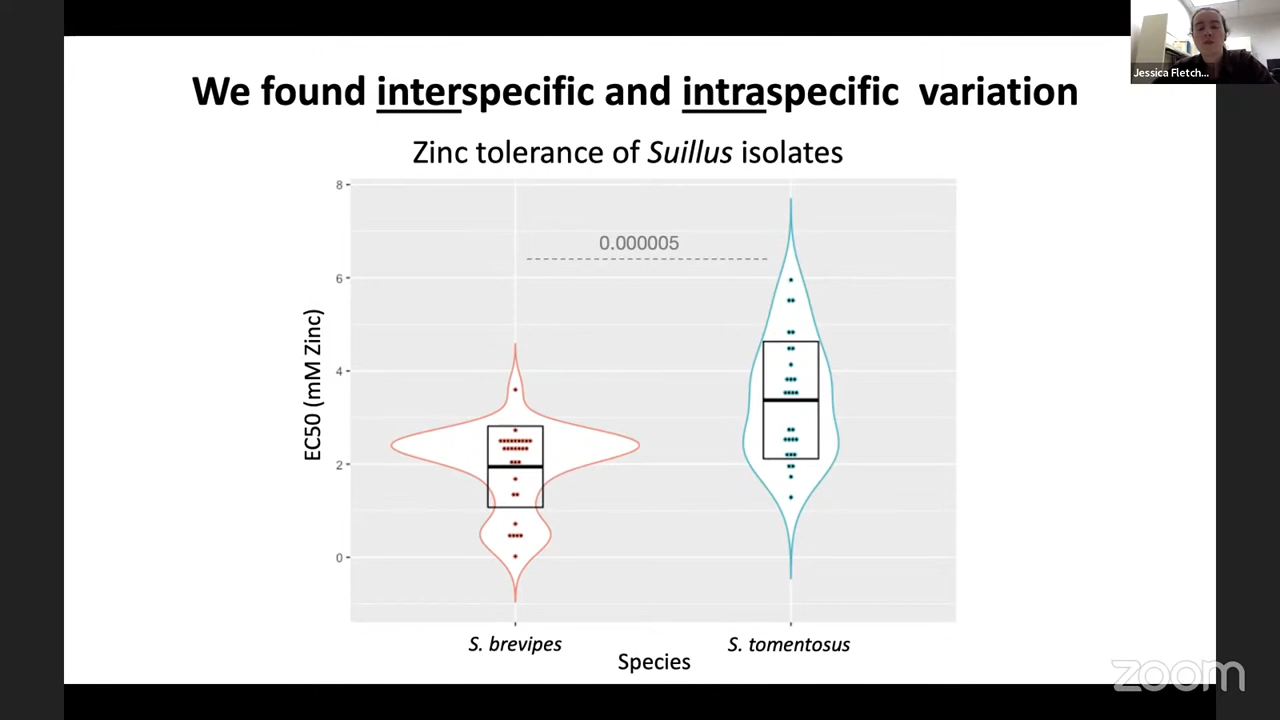 Jessica Fletch...
We found interspecific and intraspecific variation
Zinc tolerance of Suillus isolates
8
0.000005
6
4
2
0
EC50 (mM Zinc)
S. brevipes
S. tomentosus
Species
zoom